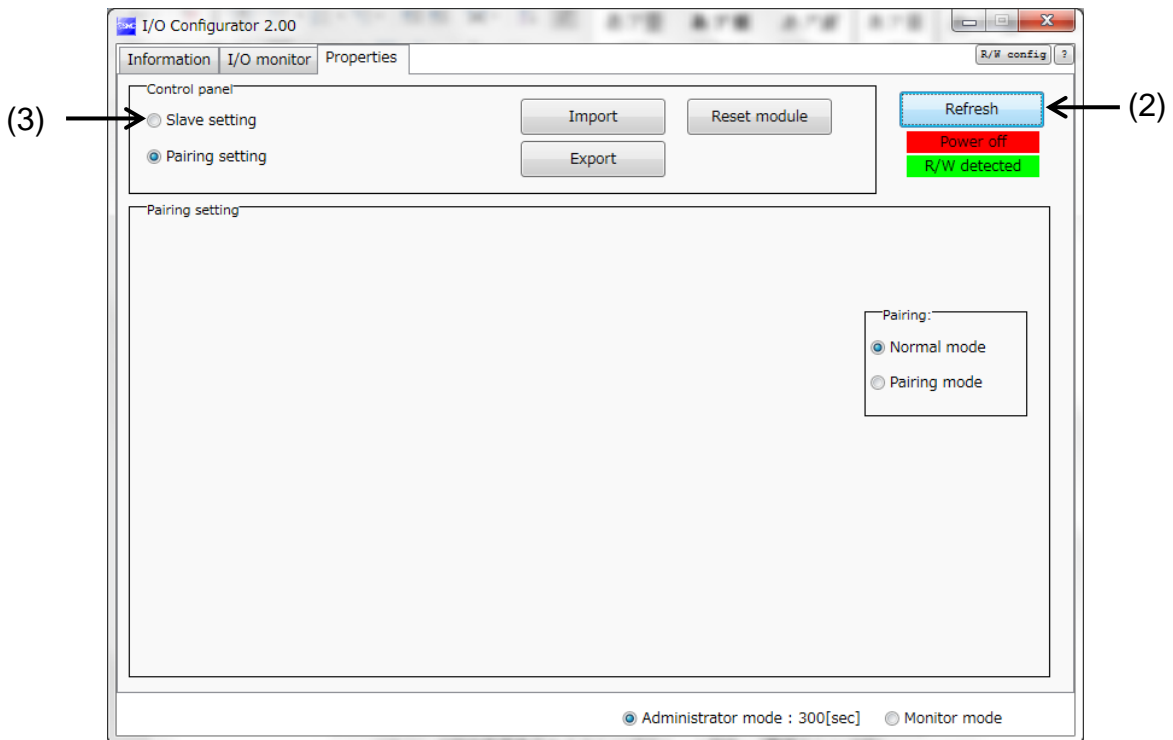 SMC I/O Configurator 2.00
Information I/O monitor Properties R/W config ?
Control panel
(3) Slave setting Import Reset module Refresh (2)
Power off
Pairing setting Export R/W detected
Pairing setting
Pairing:
Normal mode
Pairing mode
Administrator mode : 300[sec] Monitor mode